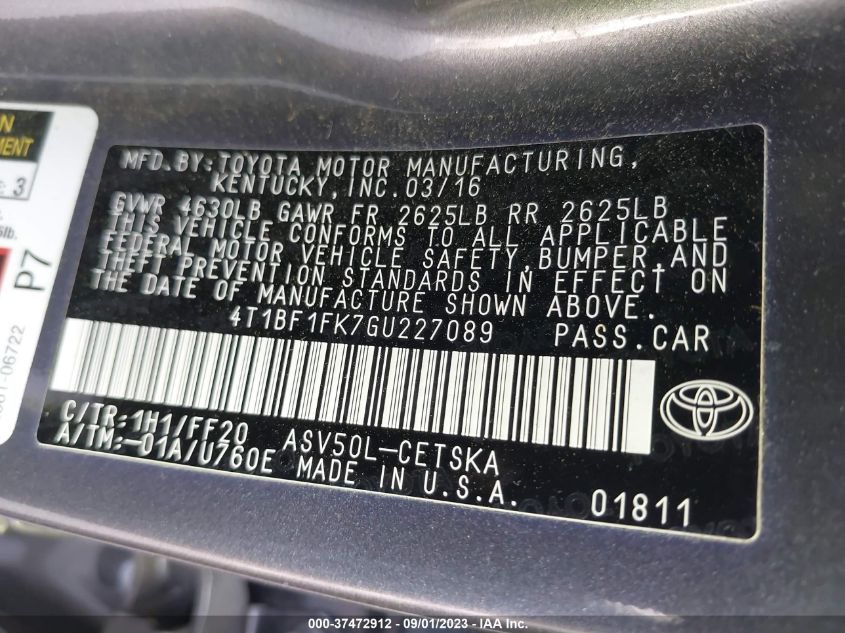 MFD.BY:TOYOTA MOTOR MANUFACTURING,
KENTUCKY,INC.03/16
GVWR 4630LB GAWR FR 2625LB RR 2625LB
THIS VEHICLE CONFORMS TO ALL APPLICABLE
FEDERAL MOTOR VEHICLE SAFETY,BUMPER,AND
THEFT PREVENTION STANDARDS IN EFFECT ON
THE DATE OF MANUFACTURE SHOWN ABOVE.
4T1BF1FK7GU227089 PASS.CAR
C/TR:1H1/FF20 ASV50L-CETSKA
A/TM:-01A/U760E MADE IN U.S.A. 01811
P7
3
000-37472912 - 09/01/2023 - © IAA Inc.